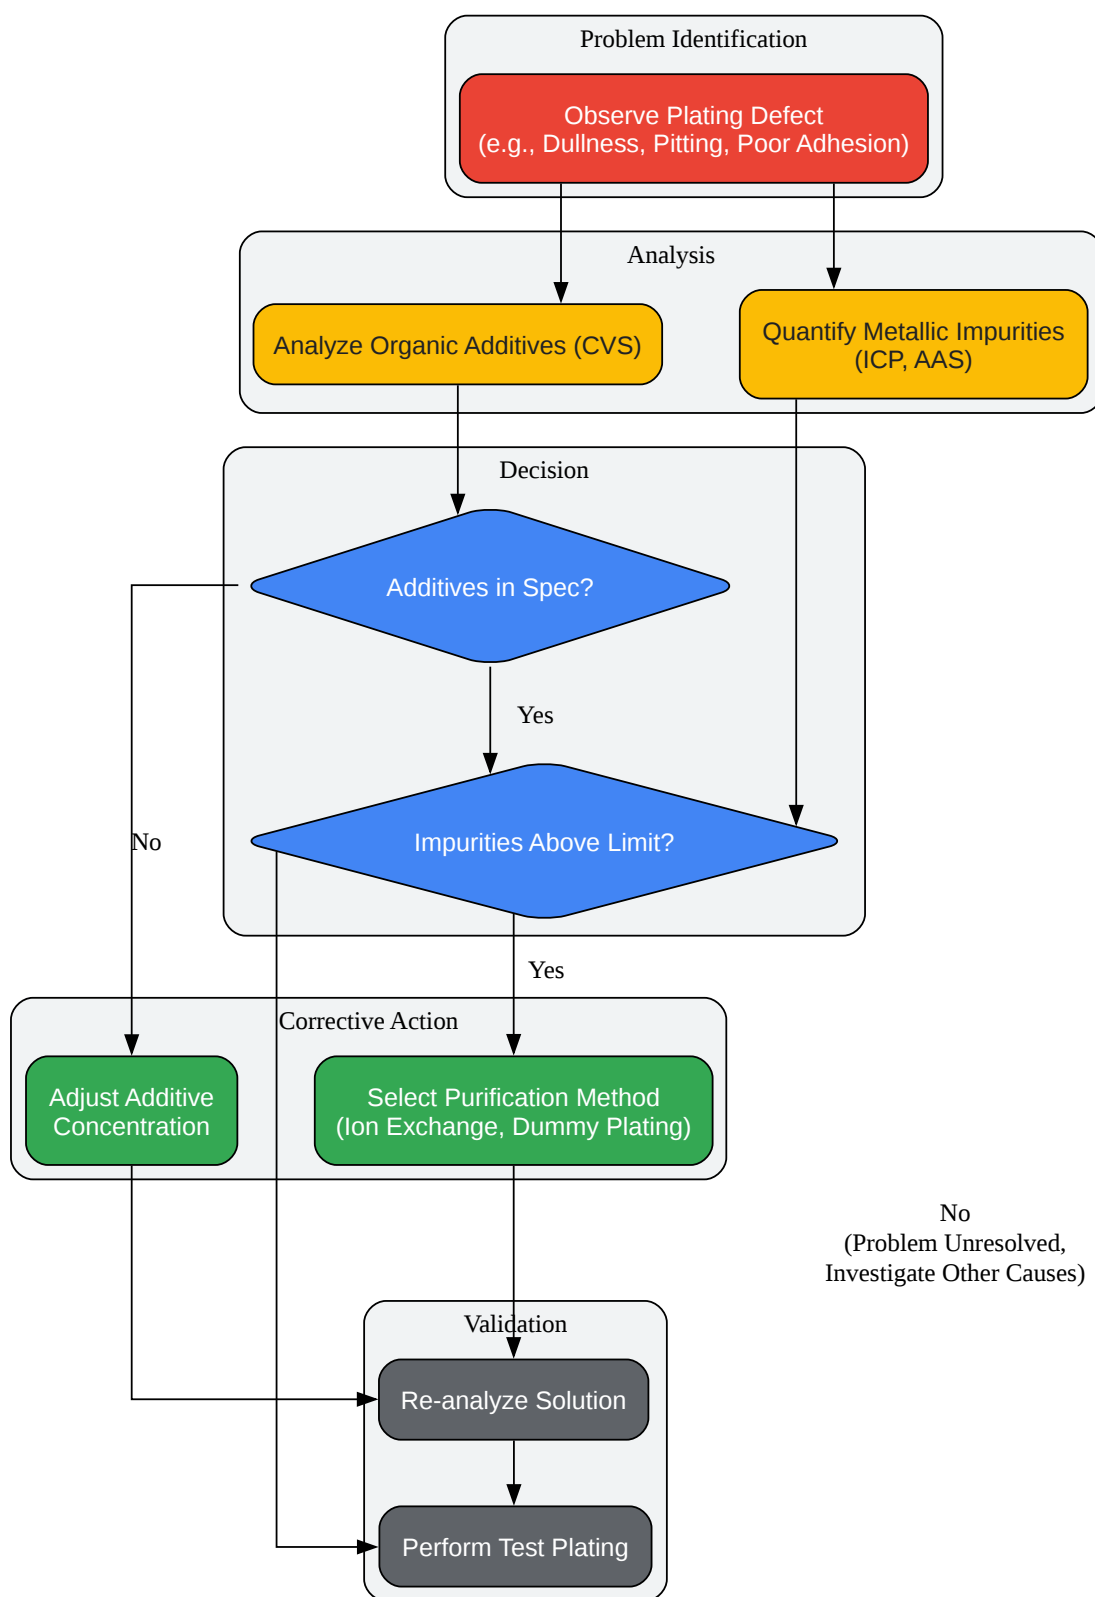 Problem Identification
Observe Plating Defect
(e.g., Dullness, Pitting, Poor Adhesion)
Analysis
Analyze Organic Additives (CVS)
Quantify Metallic Impurities
(ICP, AAS)
Decision
Additives in Spec?
Yes
No
Impurities Above Limit?
Yes
Corrective Action
Adjust Additive
Concentration
Select Purification Method
(Ion Exchange, Dummy Plating)
No
(Problem Unresolved,
Investigate Other Causes)
Validation
Re-analyze Solution
Perform Test Plating